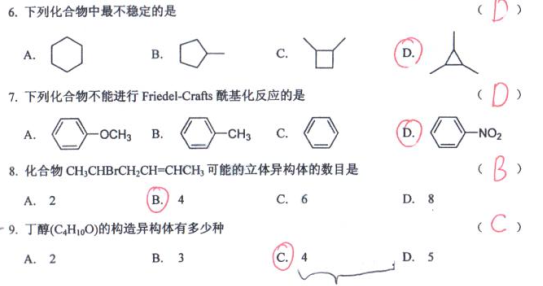 6. 下列化合物中最不稳定的是 ( D )
A. B. C. D.
7. 下列化合物不能进行 Friedel-Crafts 酰基化反应的是 ( D )
A. OCH₃ B. CH₃ C. D. NO₂
8. 化合物 CH₃CHBrCH₂CH=CHCH₃ 可能的立体异构体的数目是 ( B )
A. 2 B. 4 C. 6 D. 8
9. 丁醇(C₄H₁₀O)的构造异构体有多少种 ( C )
A. 2 B. 3 C. 4 D. 5